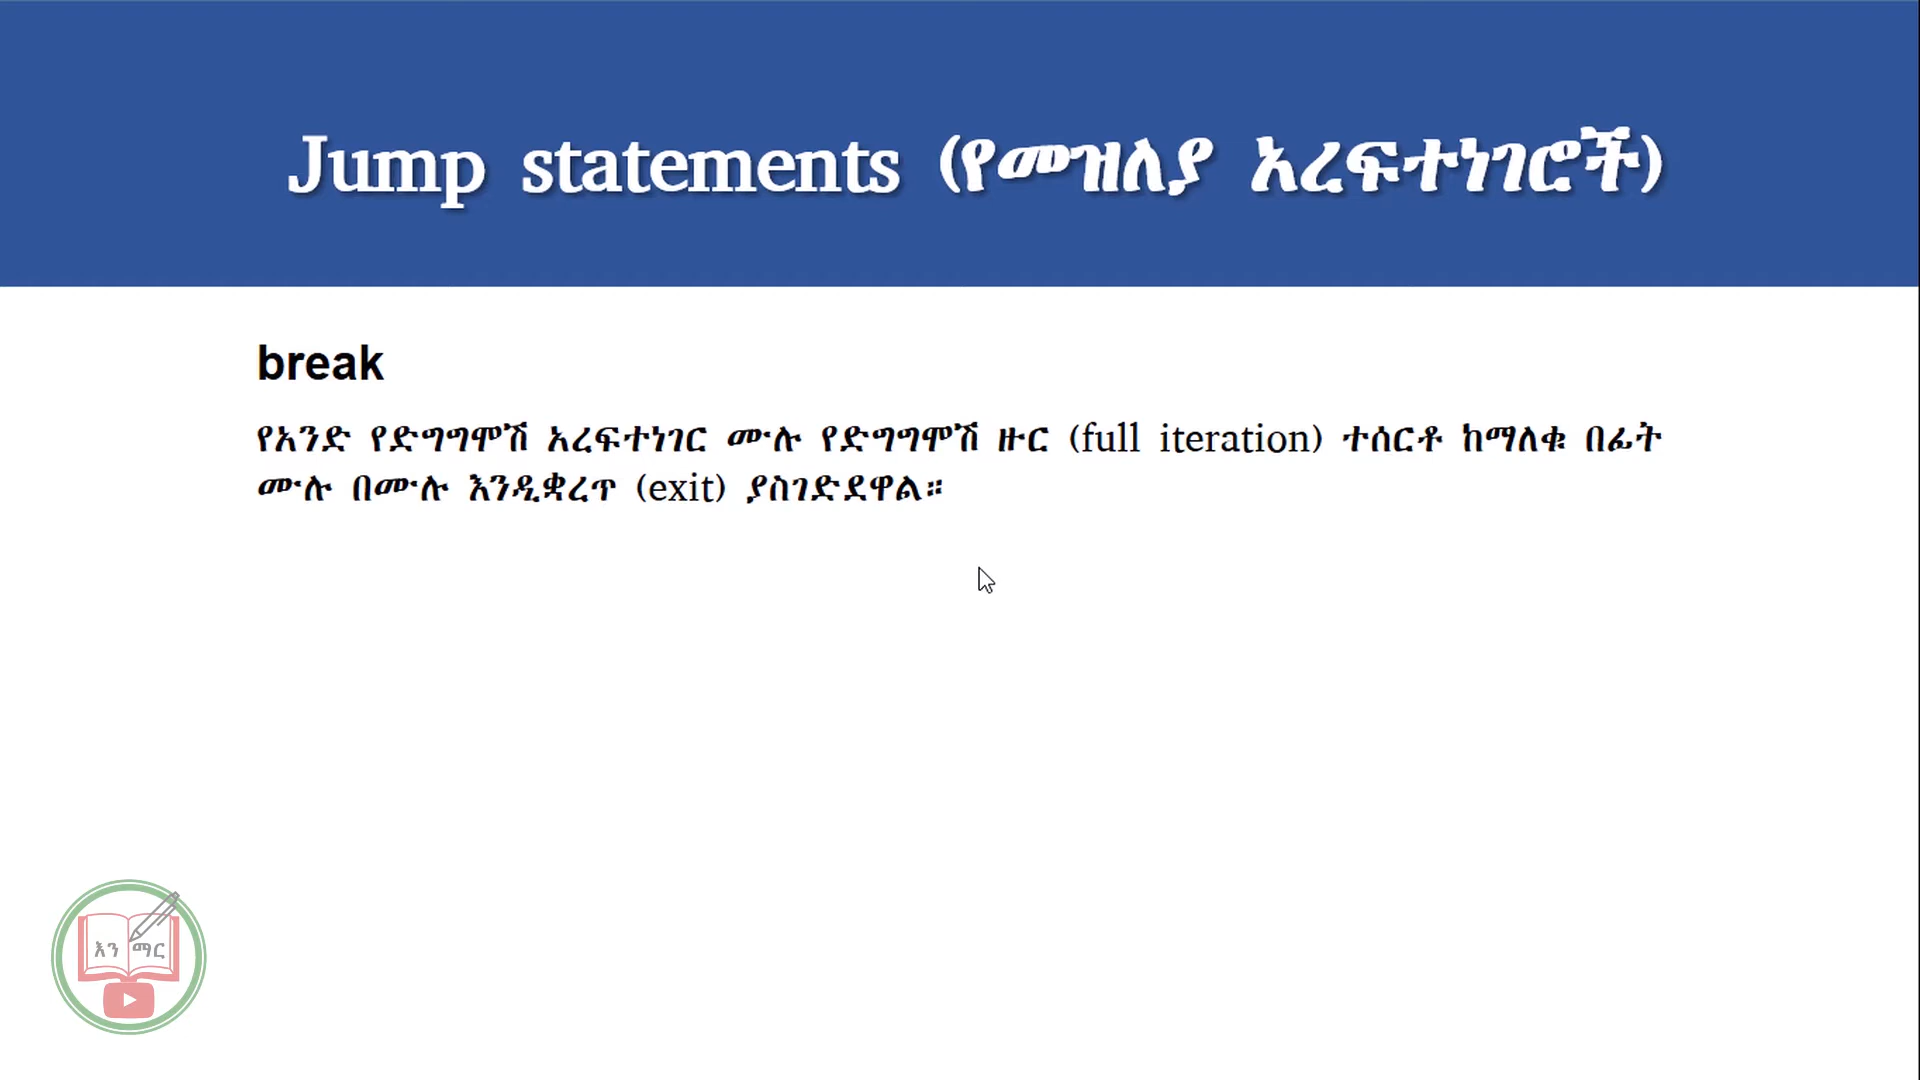 Jump statements (የመዝለያ አረፍተነገሮች)
break
የአንድ የድግግሞሽ አረፍተነገር ሙሉ የድግግሞሽ ዙር (full iteration) ተሰርቶ ከማለቁ በፊት
ሙሉ በሙሉ እንዲቋረጥ (exit) ያስገድደዋል።
እን ማር